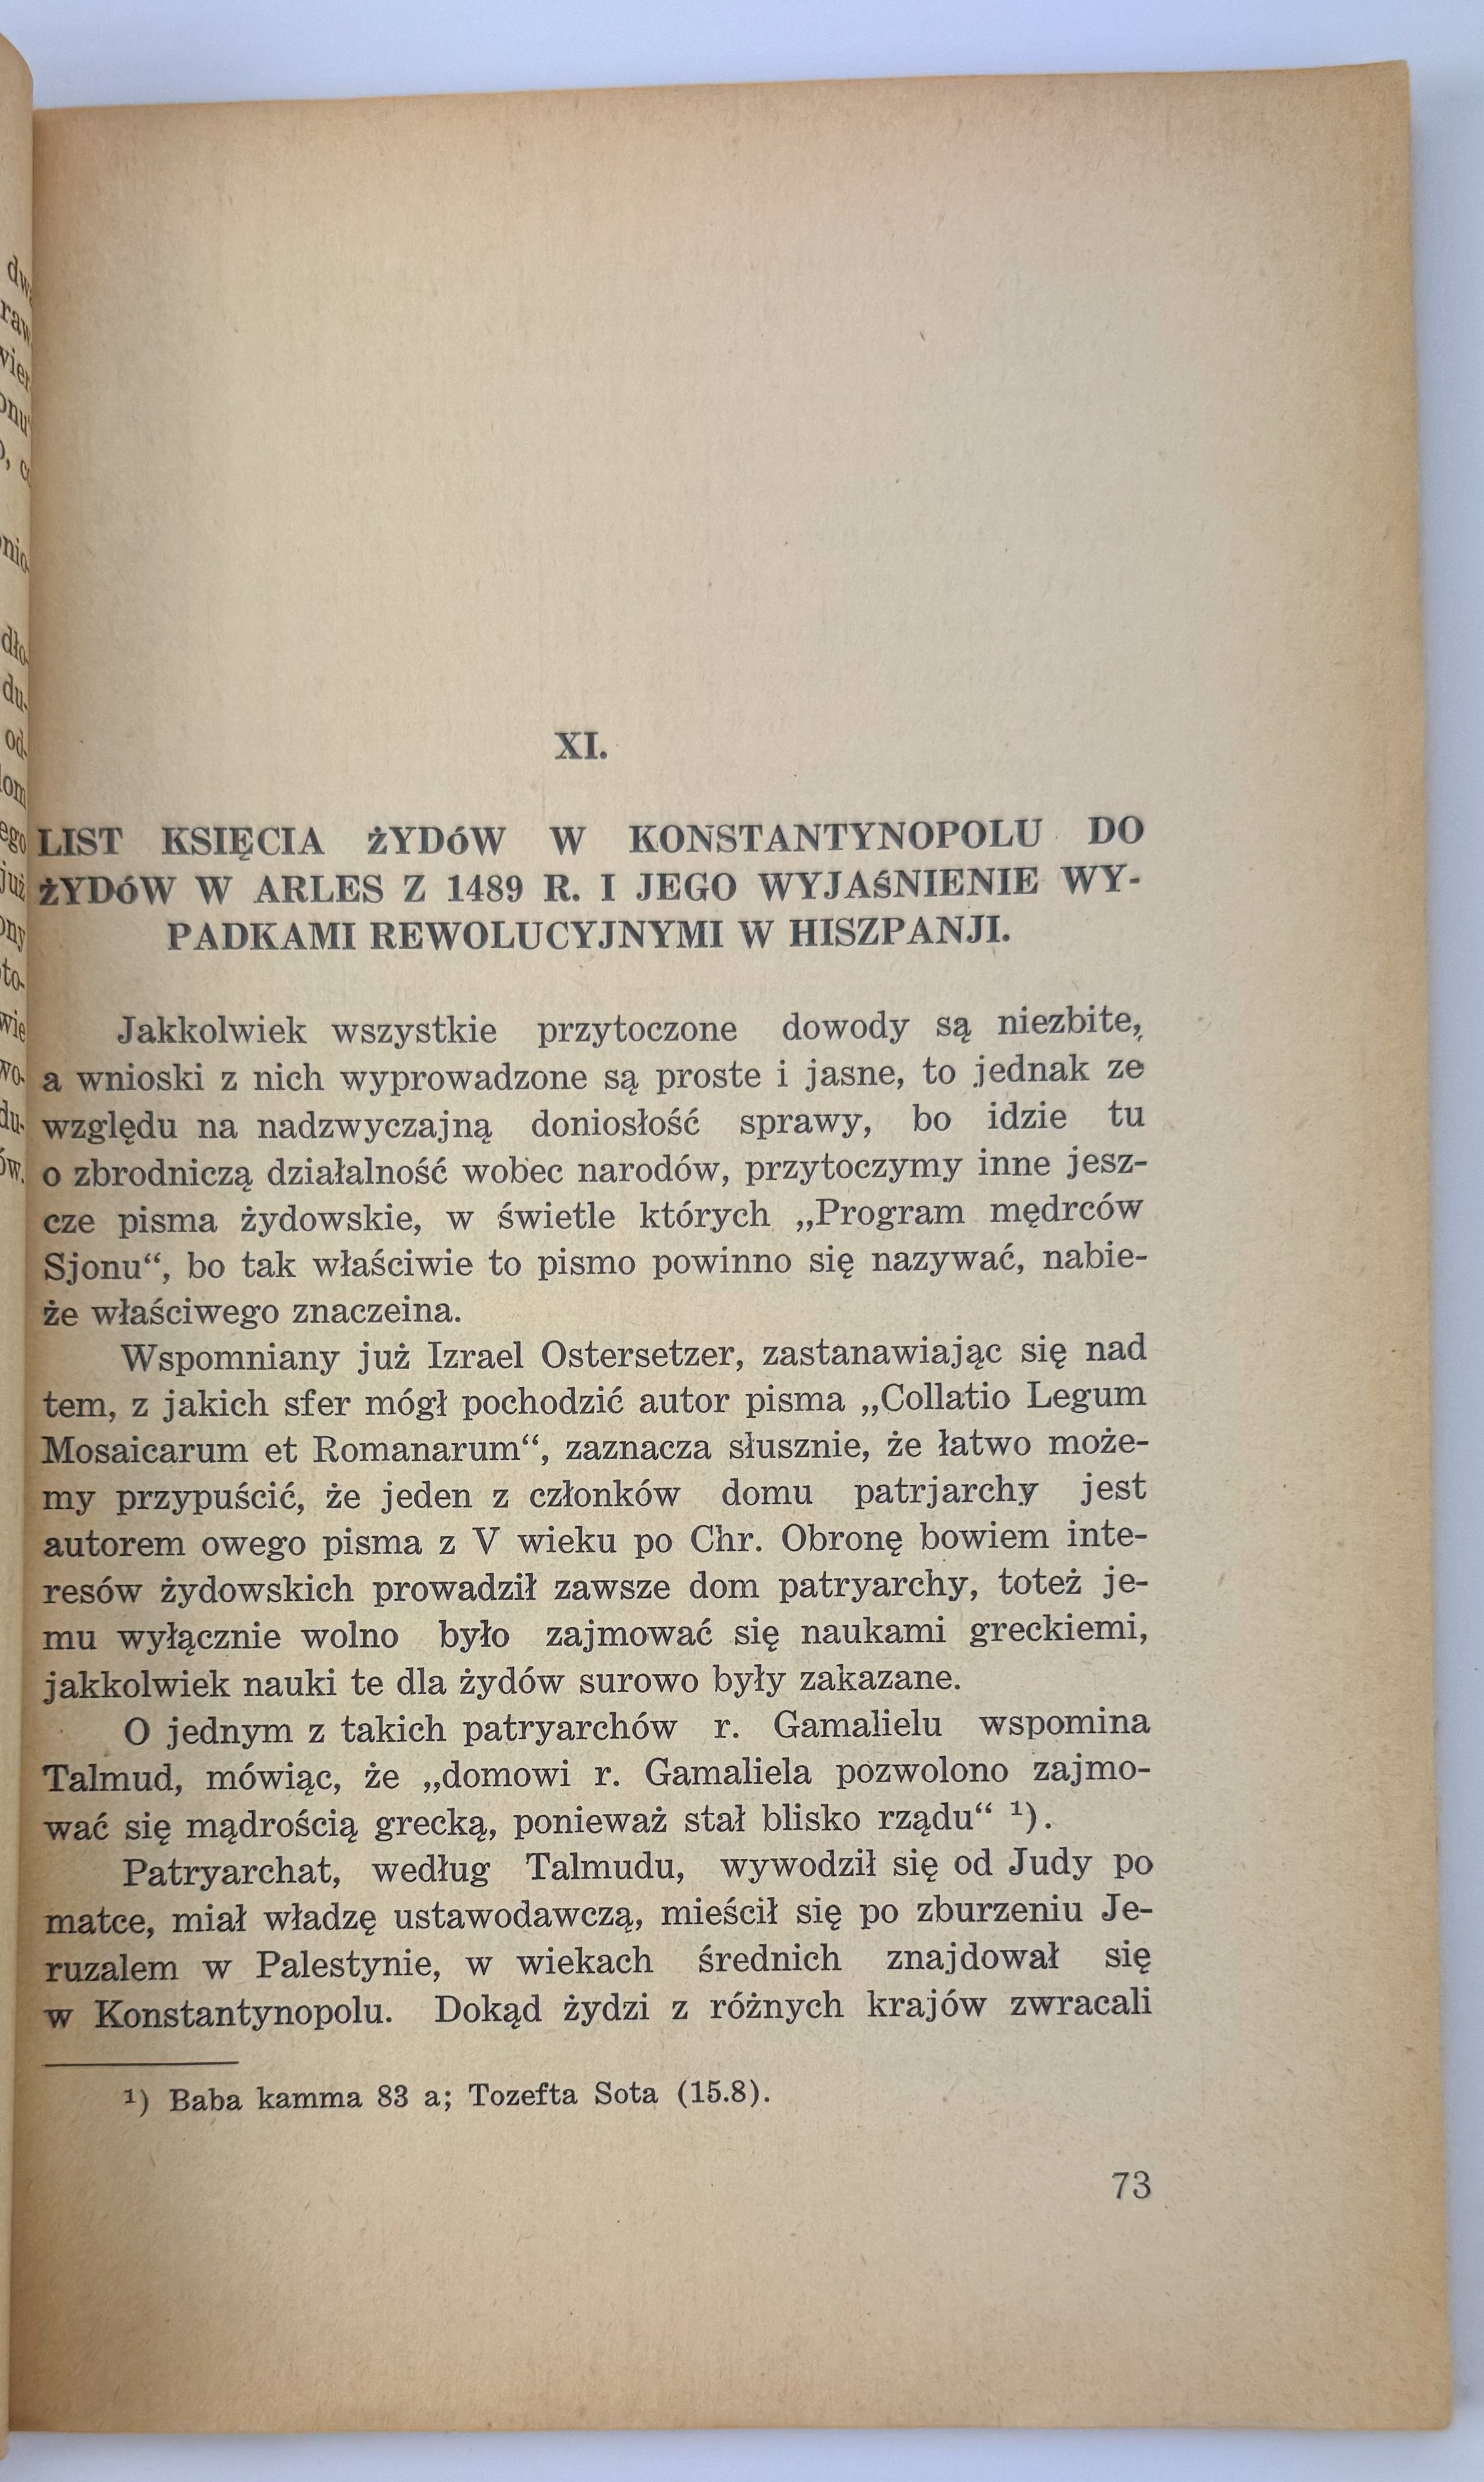 XI.
LIST KSIĘCIA ŻYDóW W KONSTANTYNOPOLU DO
ŻYDóW W ARLES Z 1489 R. I JEGO WYJAśNIENIE WY-
PADKAMI REWOLUCYJNYMI W HISZPANJI.
Jakkolwiek wszystkie przytoczone dowody są niezbite,
a wnioski z nich wyprowadzone są proste i jasne, to jednak ze
względu na nadzwyczajną doniosłość sprawy, bo idzie tu
o zbrodniczą działalność wobec narodów, przytoczymy inne jesz-
cze pisma żydowskie, w świetle których „Program mędrców
Sjonu“, bo tak właściwie to pismo powinno się nazywać, nabie-
że właściwego znaczeina.
Wspomniany już Izrael Ostersetzer, zastanawiając się nad
tem, z jakich sfer mógł pochodzić autor pisma „Collatio Legum
Mosaicarum et Romanarum“, zaznacza słusznie, że łatwo może-
my przypuścić, że jeden z członków domu patrjarchy jest
autorem owego pisma z V wieku po Chr. Obronę bowiem inte-
resów żydowskich prowadził zawsze dom patryarchy, toteż je-
mu wyłącznie wolno było zajmować się naukami greckiemi,
jakkolwiek nauki te dla żydów surowo były zakazane.
O jednym z takich patryarchów r. Gamalielu wspomina
Talmud, mówiąc, że „domowi r. Gamaliela pozwolono zajmo-
wać się mądrością grecką, ponieważ stał blisko rządu“ ¹).
Patryarchat, według Talmudu, wywodził się od Judy po
matce, miał władzę ustawodawczą, mieścił się po zburzeniu Je-
ruzalem w Palestynie, w wiekach średnich znajdował się
w Konstantynopolu. Dokąd żydzi z różnych krajów zwracali
¹) Baba kamma 83 a; Tozefta Sota (15.8).
73